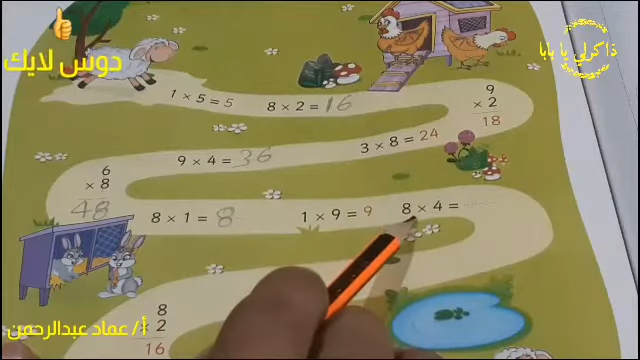 دوس لايك
ذاكرلي يا بابا
1 × 5 = 5
8 × 2 = 16
9
× 2
18
3 × 8 = 24
9 × 4 = 36
6
× 8
48
8 × 1 = 8
1 × 9 = 9
8 × 4 =
8
2
16
أ/ عماد عبدالرحمن